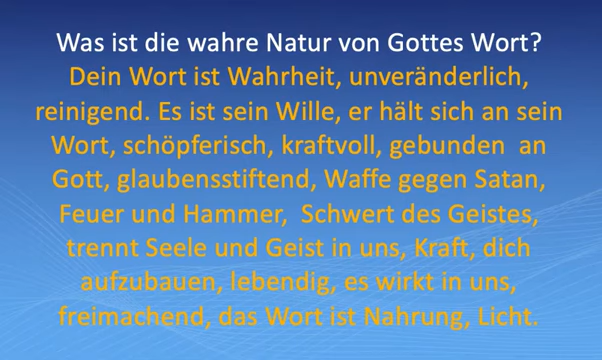 Was ist die wahre Natur von Gottes Wort?
Dein Wort ist Wahrheit, unveränderlich,
reinigend. Es ist sein Wille, er hält sich an sein
Wort, schöpferisch, kraftvoll, gebunden  an
Gott, glaubensstiftend, Waffe gegen Satan,
Feuer und Hammer,  Schwert des Geistes,
trennt Seele und Geist in uns, Kraft, dich
aufzubauen, lebendig, es wirkt in uns,
freimachend, das Wort ist Nahrung, Licht.